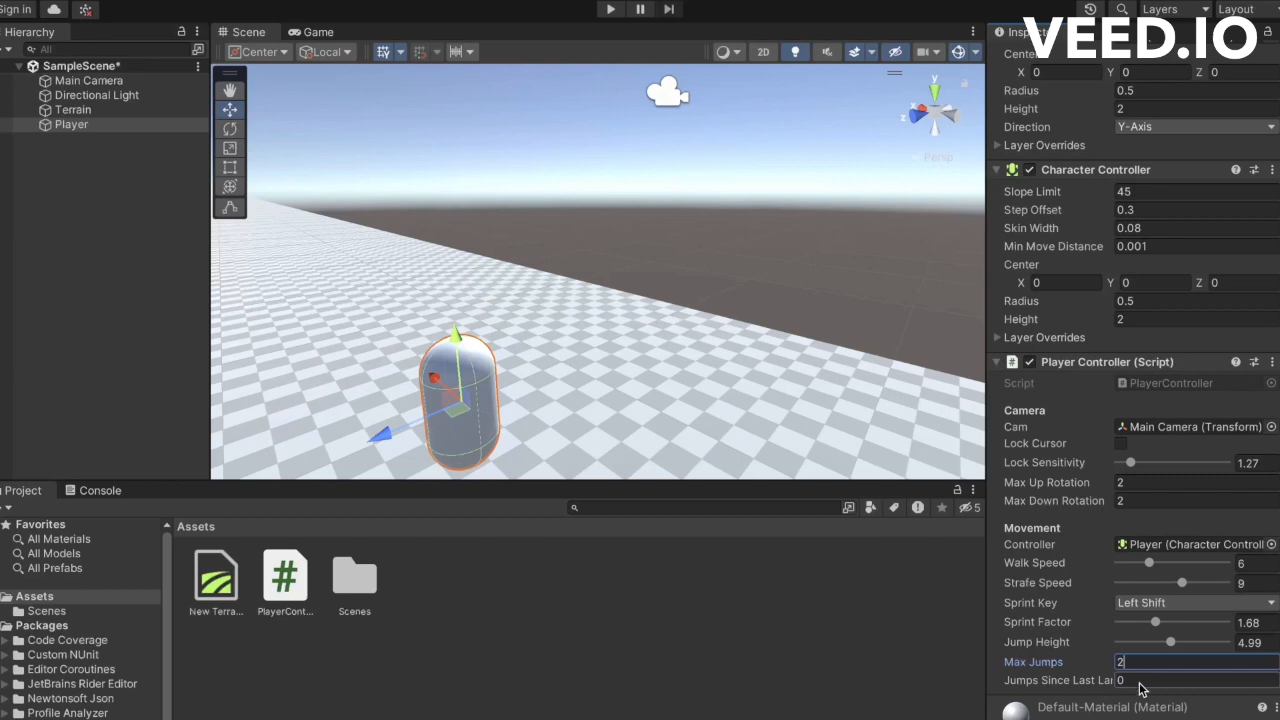 Sign in
Layers
Layout
VEED.IO
Hierarchy
Scene
Game
All
Center
Local
2D
SampleScene*
Main Camera
Directional Light
Terrain
Player
y
z
Persp
Center
X 0 Y 0 Z 0
Radius 0.5
Height 2
Direction Y-Axis
Layer Overrides
Character Controller
Slope Limit 45
Step Offset 0.3
Skin Width 0.08
Min Move Distance 0.001
Center
X 0 Y 0 Z 0
Radius 0.5
Height 2
Layer Overrides
# Player Controller (Script)
Script PlayerController
Camera
Cam Main Camera (Transform)
Lock Cursor
Lock Sensitivity 1.27
Max Up Rotation 2
Max Down Rotation 2
Movement
Controller Player (Character Controll
Walk Speed 6
Strafe Speed 9
Sprint Key Left Shift
Sprint Factor 1.68
Jump Height 4.99
Max Jumps 2
Jumps Since Last Lar 0
Default-Material (Material)
Project
Console
5
Favorites
All Materials
All Models
All Prefabs
Assets
Scenes
Packages
Code Coverage
Custom NUnit
Editor Coroutines
JetBrains Rider Editor
Newtonsoft Json
Profile Analyzer
Assets
#
New Terra...
PlayerCont...
Scenes